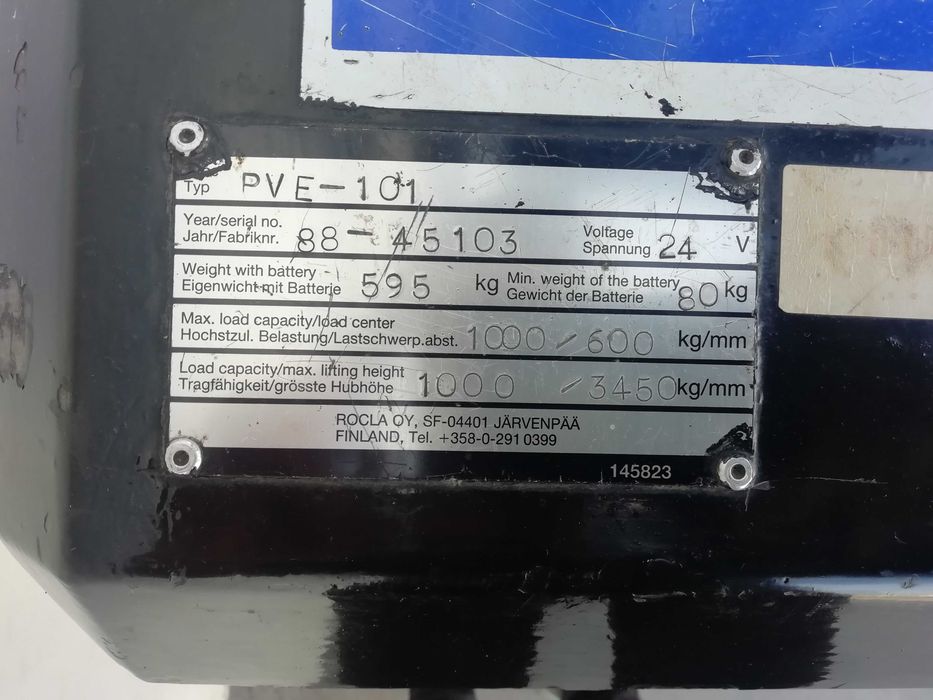 Typ PVE-101
Year/serial no.
Jahr/Fabriknr. 88-45103
Voltage
Spannung 24 V
Weight with battery
Eigenwicht mit Batterie 595 kg
Min. weight of the battery
Gewicht der Batterie 80 kg
Max. load capacity/load center
Hochstzul. Belastung/Lastschwerp.abst. 1000/600 kg/mm
Load capacity/max. lifting height
Tragfähigkeit/grösste Hubhöhe 1000/3450 kg/mm
ROCLA OY, SF-04401 JÄRVENPÄÄ
FINLAND, Tel. +358-0-291 0399
145823